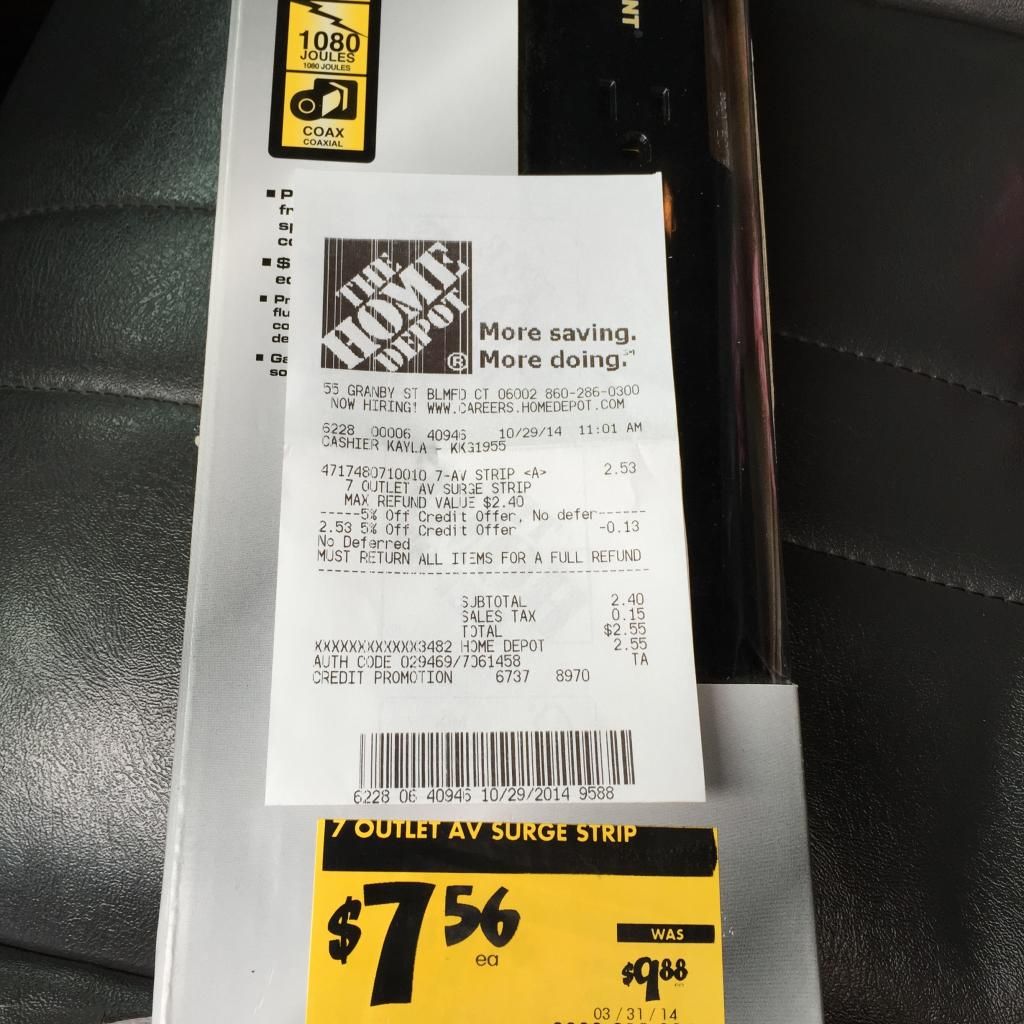 NT
1080
JOULES
1080 JOULES
COAX
COAXIAL
THE
HOME
DEPOT
®
More saving.
More doing.℠
55 GRANBY ST BLMFD CT 06002 860-286-0300
NOW HIRING! WWW.CAREERS.HOMEDEPOT.COM
6228 00006 40946 10/29/14 11:01 AM
CASHIER KAYLA - KKG1955
4717480710010 7-AV STRIP <A> 2.53
7 OUTLET AV SURGE STRIP
MAX REFUND VALUE $2.40
------5% Off Credit Offer, No defer------
2.53 5% Off Credit Offer -0.13
No Deferred
MUST RETURN ALL ITEMS FOR A FULL REFUND
SUBTOTAL 2.40
SALES TAX 0.15
TOTAL $2.55
XXXXXXXXXXXX3482 HOME DEPOT 2.55
AUTH CODE 029469/7061458 TA
CREDIT PROMOTION 6737 8970
6228 06 40946 10/29/2014 9588
7 OUTLET AV SURGE STRIP
$7 56
ea
WAS
$9 88
03/31/14